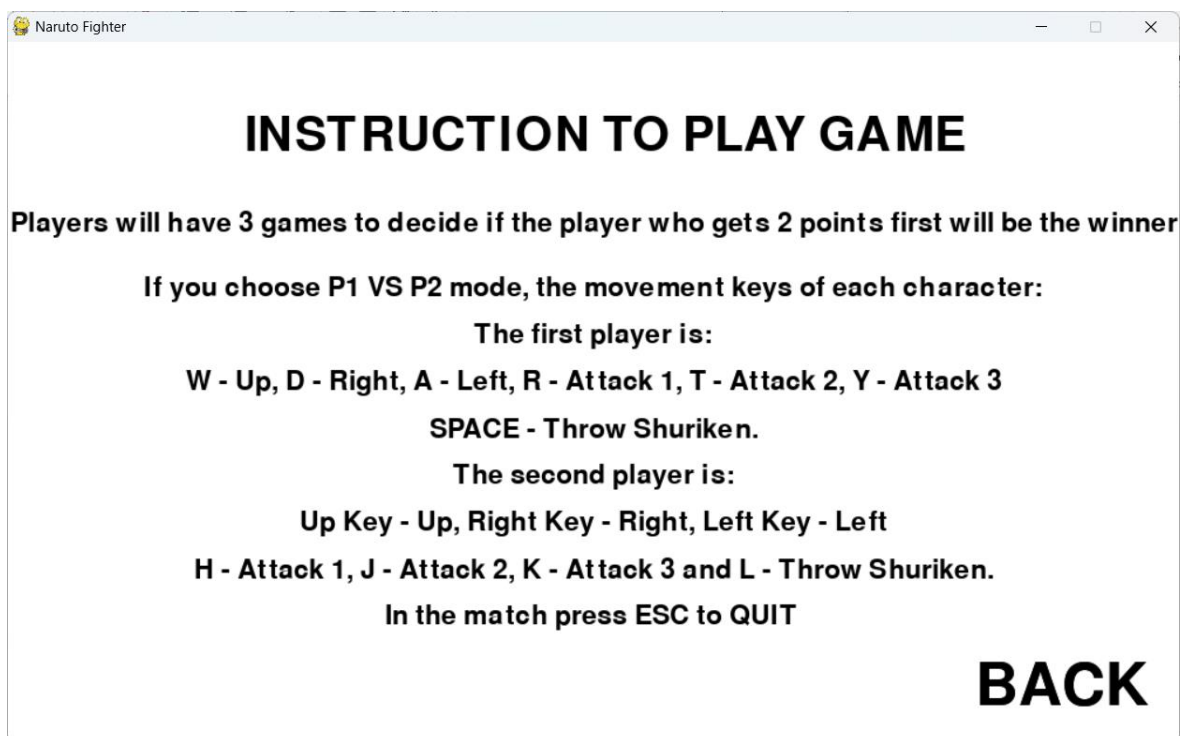 Naruto Fighter
INSTRUCTION TO PLAY GAME
Players will have 3 games to decide if the player who gets 2 points first will be the winner
If you choose P1 VS P2 mode, the movement keys of each character:
The first player is:
W - Up, D - Right, A - Left, R - Attack 1, T - Attack 2, Y - Attack 3
SPACE - Throw Shuriken.
The second player is:
Up Key - Up, Right Key - Right, Left Key - Left
H - Attack 1, J - Attack 2, K - Attack 3 and L - Throw Shuriken.
In the match press ESC to QUIT
BACK